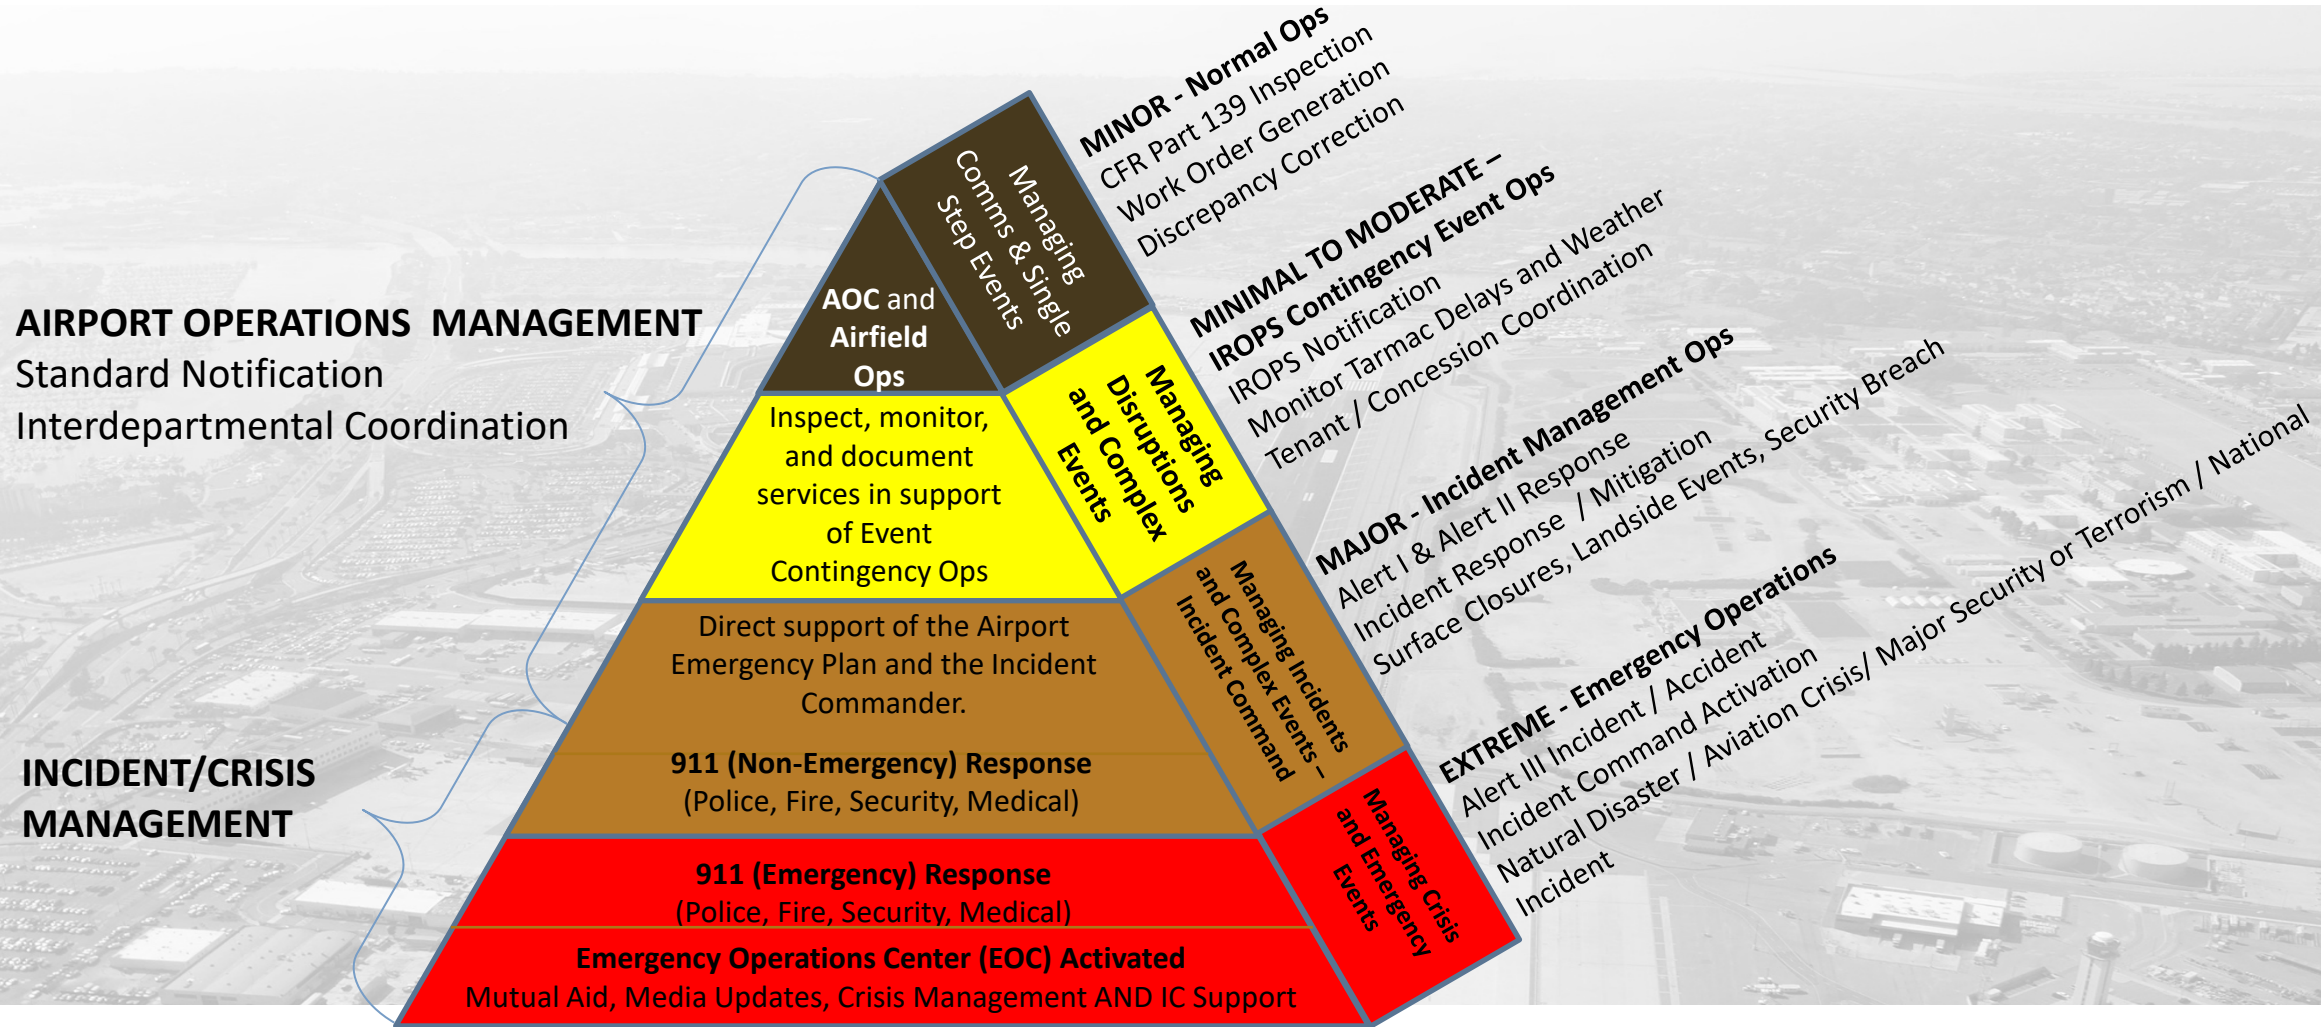 AIRPORT OPERATIONS MANAGEMENT
Standard Notification
Interdepartmental Coordination
INCIDENT/CRISIS
MANAGEMENT
AOC and
Airfield
Ops
Inspect, monitor,
and document
services in support
of Event
Contingency Ops
Direct support of the Airport
Emergency Plan and the Incident
Commander.
911 (Non-Emergency) Response
(Police, Fire, Security, Medical)
911 (Emergency) Response
(Police, Fire, Security, Medical)
Emergency Operations Center (EOC) Activated
Mutual Aid, Media Updates, Crisis Management AND IC Support
Managing
Comms & Single
Step Events
Managing
Disruptions
and Complex
Events
Managing Incidents
and Complex Events –
Incident Command
Managing Crisis
and Emergency
Events
MINOR - Normal Ops
CFR Part 139 Inspection
Work Order Generation
Discrepancy Correction
MINIMAL TO MODERATE –
IROPS Contingency Event Ops
IROPS Notification
Monitor Tarmac Delays and Weather
Tenant / Concession Coordination
MAJOR - Incident Management Ops
Alert I & Alert II Response
Incident Response / Mitigation
Surface Closures, Landside Events, Security Breach
EXTREME - Emergency Operations
Alert III Incident / Accident
Incident Command Activation
Natural Disaster / Aviation Crisis/ Major Security or Terrorism / National
Incident